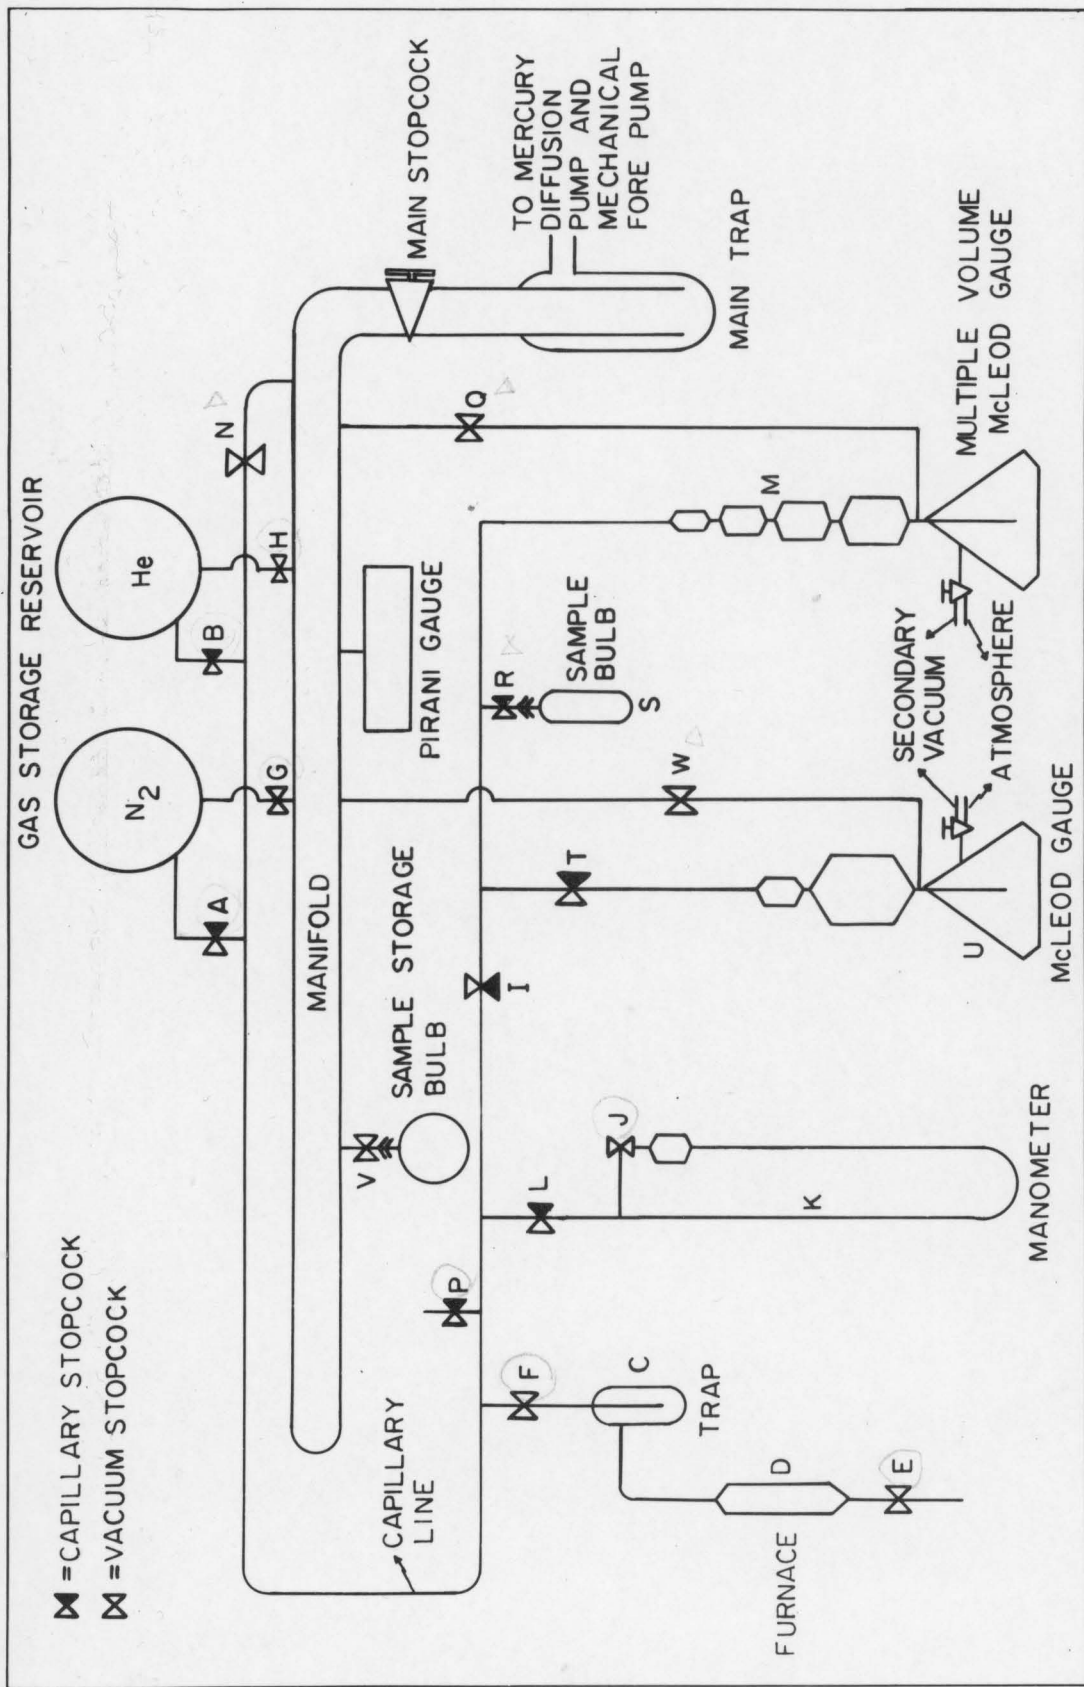 GAS STORAGE RESERVOIR
=CAPILLARY STOPCOCK
=VACUUM STOPCOCK
N2
He
A
B
N
G
H
MANIFOLD
MAIN STOPCOCK
PIRANI GAUGE
CAPILLARY
LINE
V
SAMPLE STORAGE
BULB
P
F
L
I
T
W
R
Q
TO MERCURY
DIFFUSION
PUMP AND
MECHANICAL
FORE PUMP
C
TRAP
J
K
SAMPLE
BULB
S
M
MAIN TRAP
FURNACE
D
E
MANOMETER
U
McLEOD GAUGE
SECONDARY
VACUUM
ATMOSPHERE
MULTIPLE VOLUME
McLEOD GAUGE